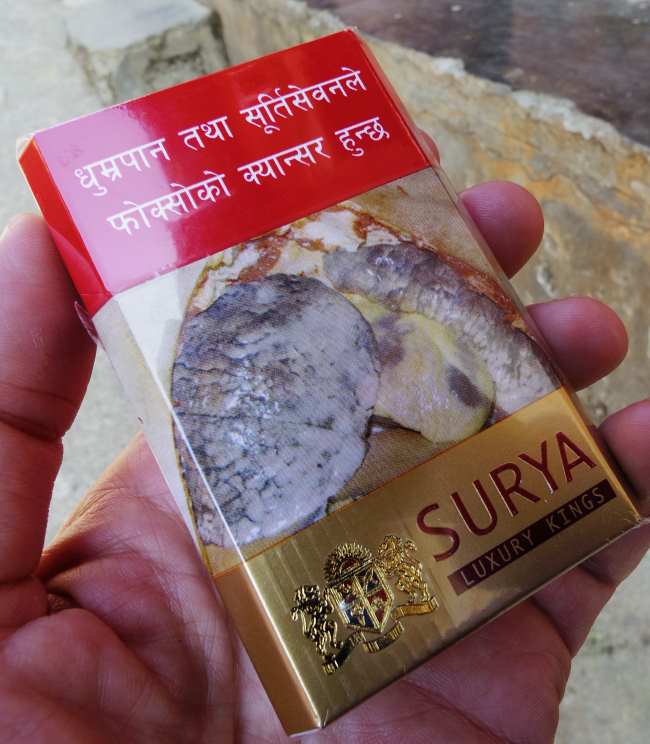 धुम्रपान तथा सूर्तिसेवनले
फोक्सोको क्यान्सर हुन्छ
SURYA
LUXURY KINGS